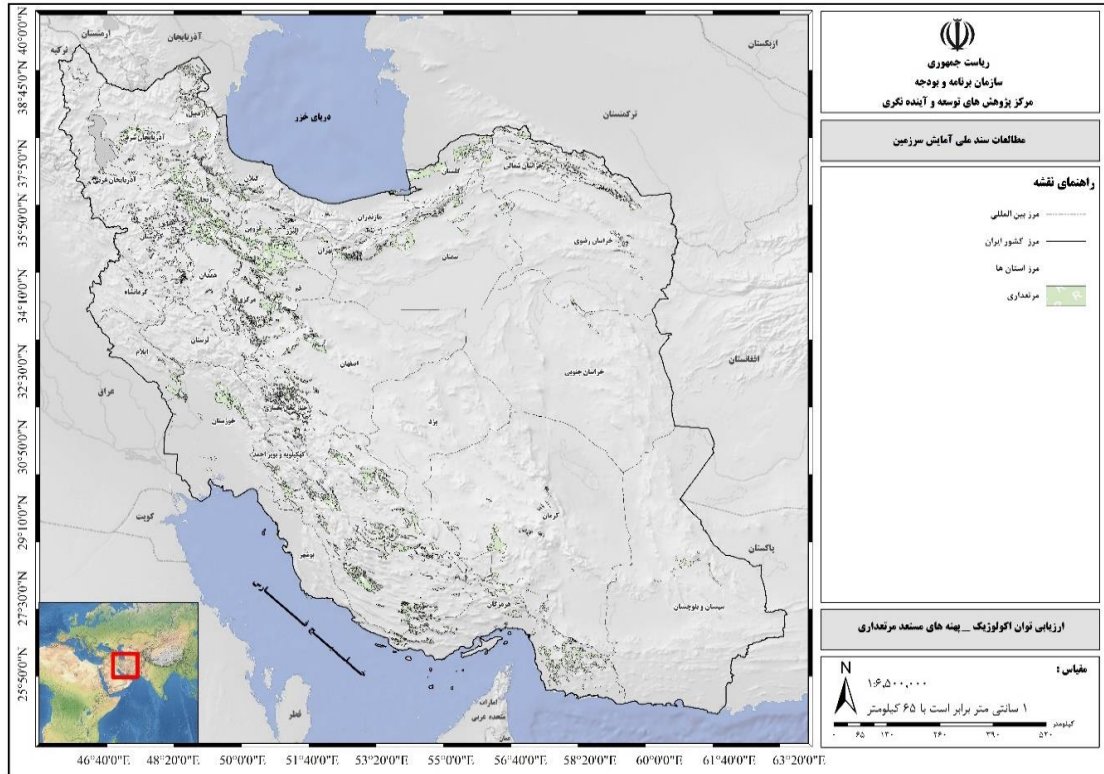 ریاست جمهوری
سازمان برنامه و بودجه
مرکز پژوهش های توسعه و آینده نگری
مطالعات سند ملی آمایش سرزمین
راهنمای نقشه
مرز بین المللی
مرز کشور ایران
مرز استان ها
مرتعداری
ارزیابی توان اکولوژیک _ پهنه های مستعد مرتعداری
مقیاس :
N
۱:۶,۵۰۰,۰۰۰
۱ سانتی متر برابر است با ۶۵ کیلومتر
کیلومتر
۰ ۶۵ ۱۳۰ ۲۶۰ ۳۹۰ ۵۲۰
40°0'0"N
38°45'0"N
37°5'0"N
35°50'0"N
34°10'0"N
32°30'0"N
30°50'0"N
29°10'0"N
27°30'0"N
25°50'0"N
46°40'0"E 48°20'0"E 50°0'0"E 51°40'0"E 53°20'0"E 55°0'0"E 56°40'0"E 58°20'0"E 60°0'0"E 61°40'0"E 63°20'0"E
ارمنستان
آذربایجان
ترکیه
ازبکستان
ترکمنستان
دریای خزر
اردبیل
آذربایجان شرقی
آذربایجان غربی
گیلان
زنجان
قزوین
البرز
تهران
مازندران
گلستان
خراسان شمالی
خراسان رضوی
سمنان
همدان
کرمانشاه
مرکزی
قم
لرستان
ایلام
اصفهان
خراسان جنوبی
افغانستان
عراق
خوزستان
یزد
کهگیلویه و بویر احمد
کرمان
کویت
بوشهر
پاکستان
هرمزگان
سیستان و بلوچستان
قطر
امارات
متحده عربی
عمان